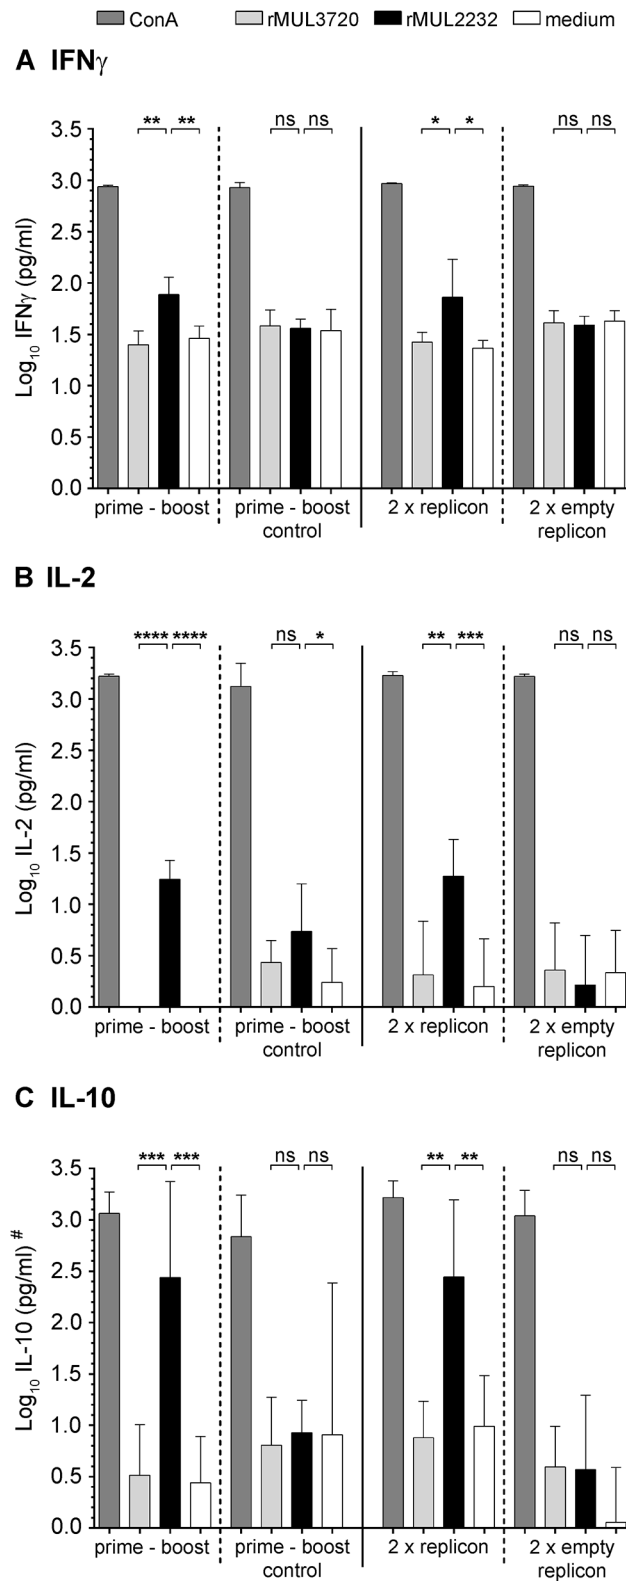 ConA rMUL3720 rMUL2232 medium
A IFNγ
** ** ns ns * * ns ns
3.5
3.0
2.5
2.0
1.5
1.0
0.5
0.0
Log10 IFNγ (pg/ml)
prime - boost prime - boost control 2 x replicon 2 x empty replicon
B IL-2
**** **** ns * ** *** ns ns
3.5
3.0
2.5
2.0
1.5
1.0
0.5
0.0
Log10 IL-2 (pg/ml)
prime - boost prime - boost control 2 x replicon 2 x empty replicon
C IL-10
*** *** ns ns ** ** ns ns
3.5
3.0
2.5
2.0
1.5
1.0
0.5
0.0
Log10 IL-10 (pg/ml) #
prime - boost prime - boost control 2 x replicon 2 x empty replicon